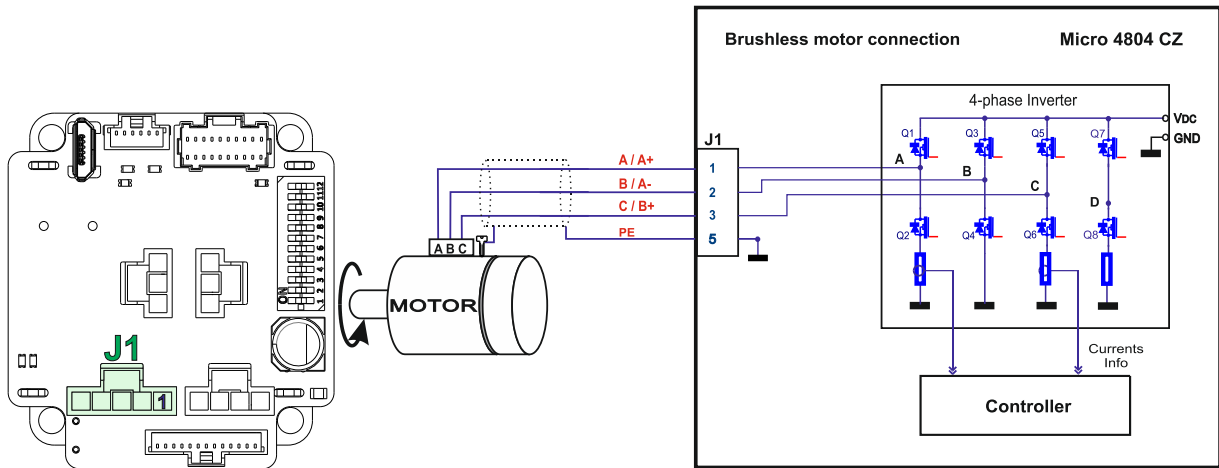 Brushless motor connection
Micro 4804 CZ
4-phase Inverter
VDC
GND
Q1
Q3
Q5
Q7
J1
A / A+
1
A
B / A-
2
B
C / B+
3
C
D
PE
5
Q2
Q4
Q6
Q8
A B C
MOTOR
ON
1 2 3 4 5 6 7 8 9 10 11 12
J1
1
Currents
Info
Controller